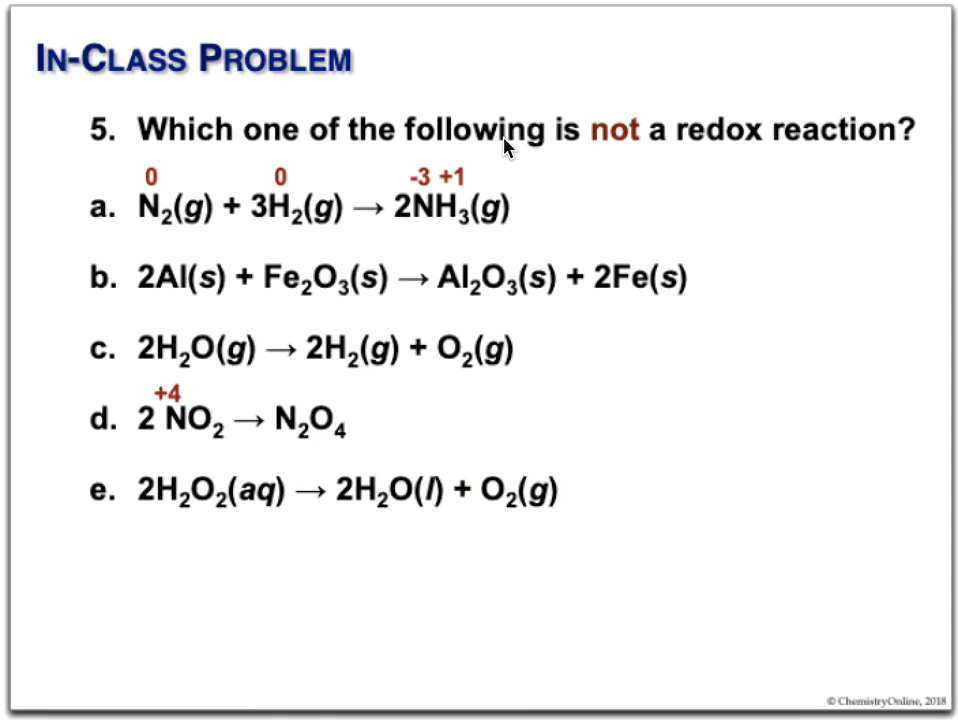 IN-CLASS PROBLEM
5. Which one of the following is not a redox reaction?
0 0 -3 +1
a. N₂(g) + 3H₂(g) → 2NH₃(g)
b. 2Al(s) + Fe₂O₃(s) → Al₂O₃(s) + 2Fe(s)
c. 2H₂O(g) → 2H₂(g) + O₂(g)
+4
d. 2 NO₂ → N₂O₄
e. 2H₂O₂(aq) → 2H₂O(l) + O₂(g)
© ChemistryOnline, 2018